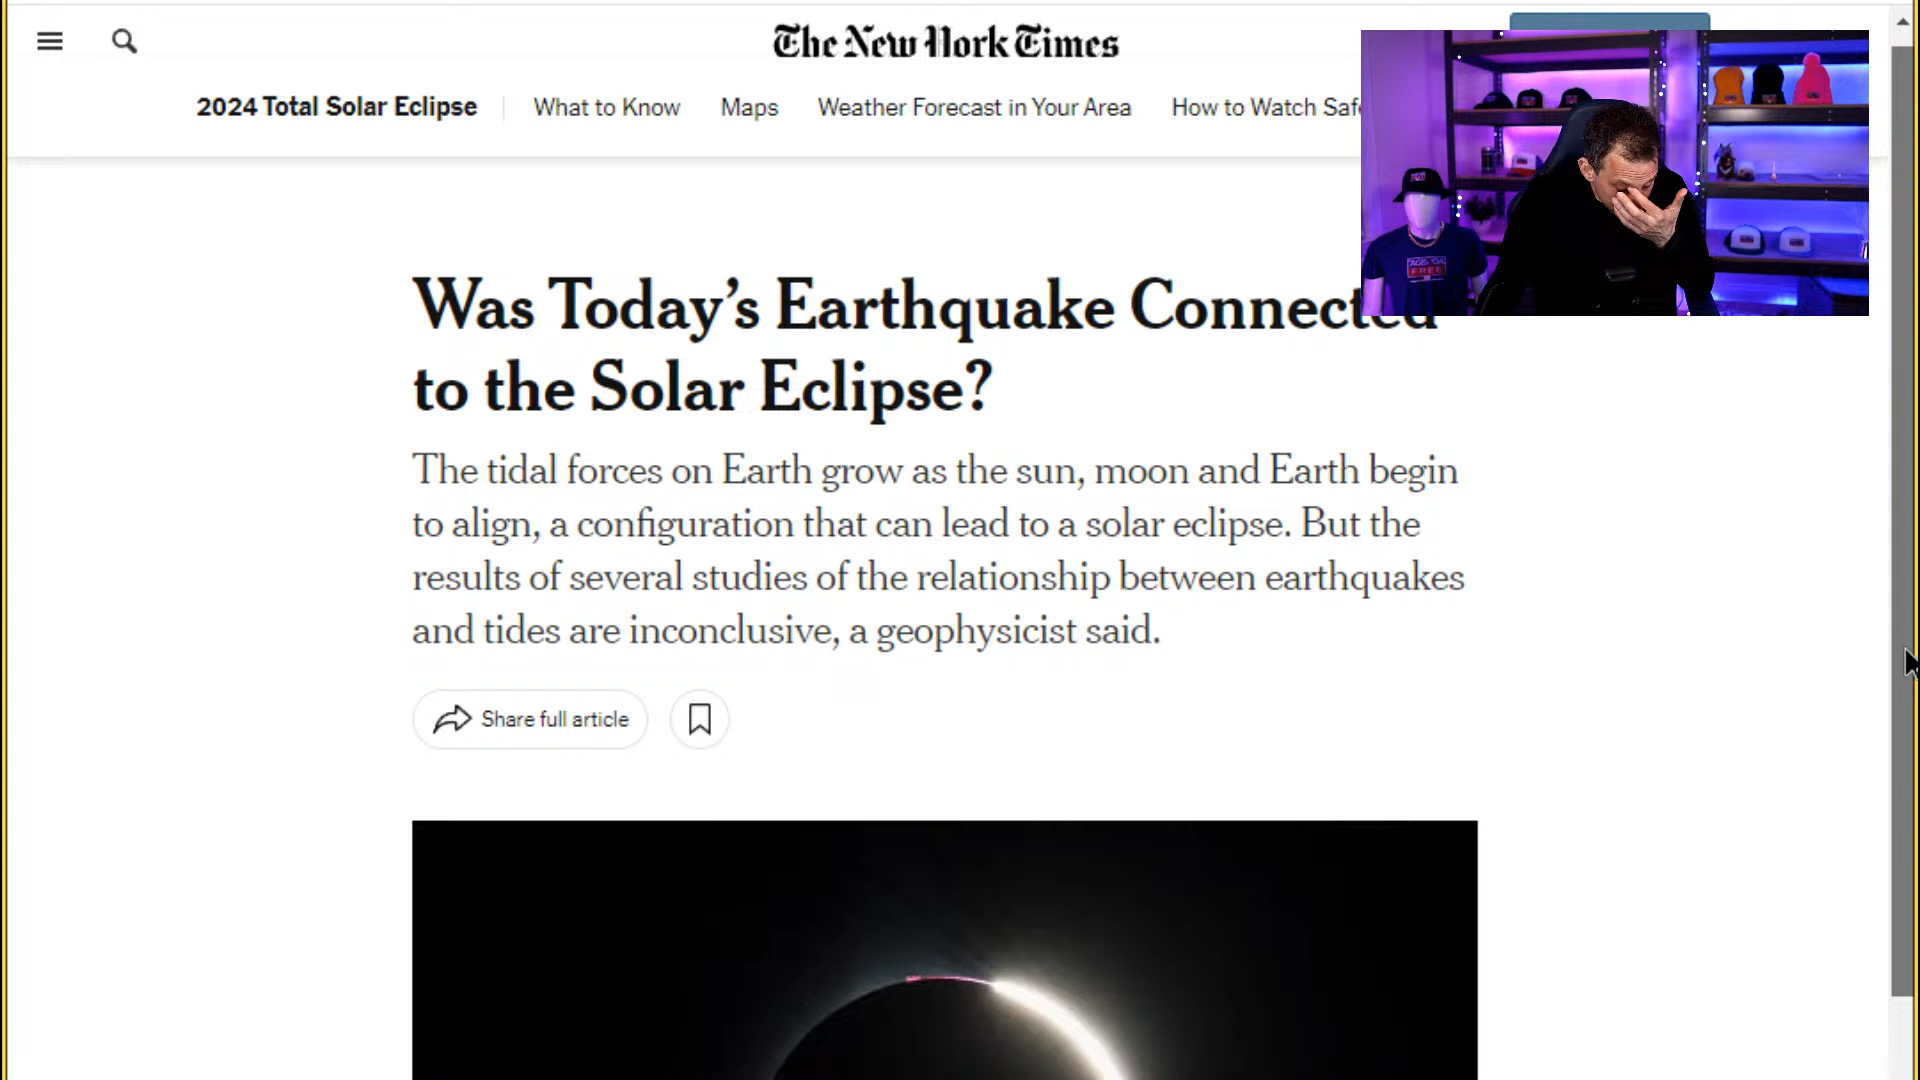 The New York Times
2024 Total Solar Eclipse
What to Know
Maps
Weather Forecast in Your Area
How to Watch Safe
Was Today’s Earthquake Connected
to the Solar Eclipse?
The tidal forces on Earth grow as the sun, moon and Earth begin
to align, a configuration that can lead to a solar eclipse. But the
results of several studies of the relationship between earthquakes
and tides are inconclusive, a geophysicist said.
Share full article
FREE